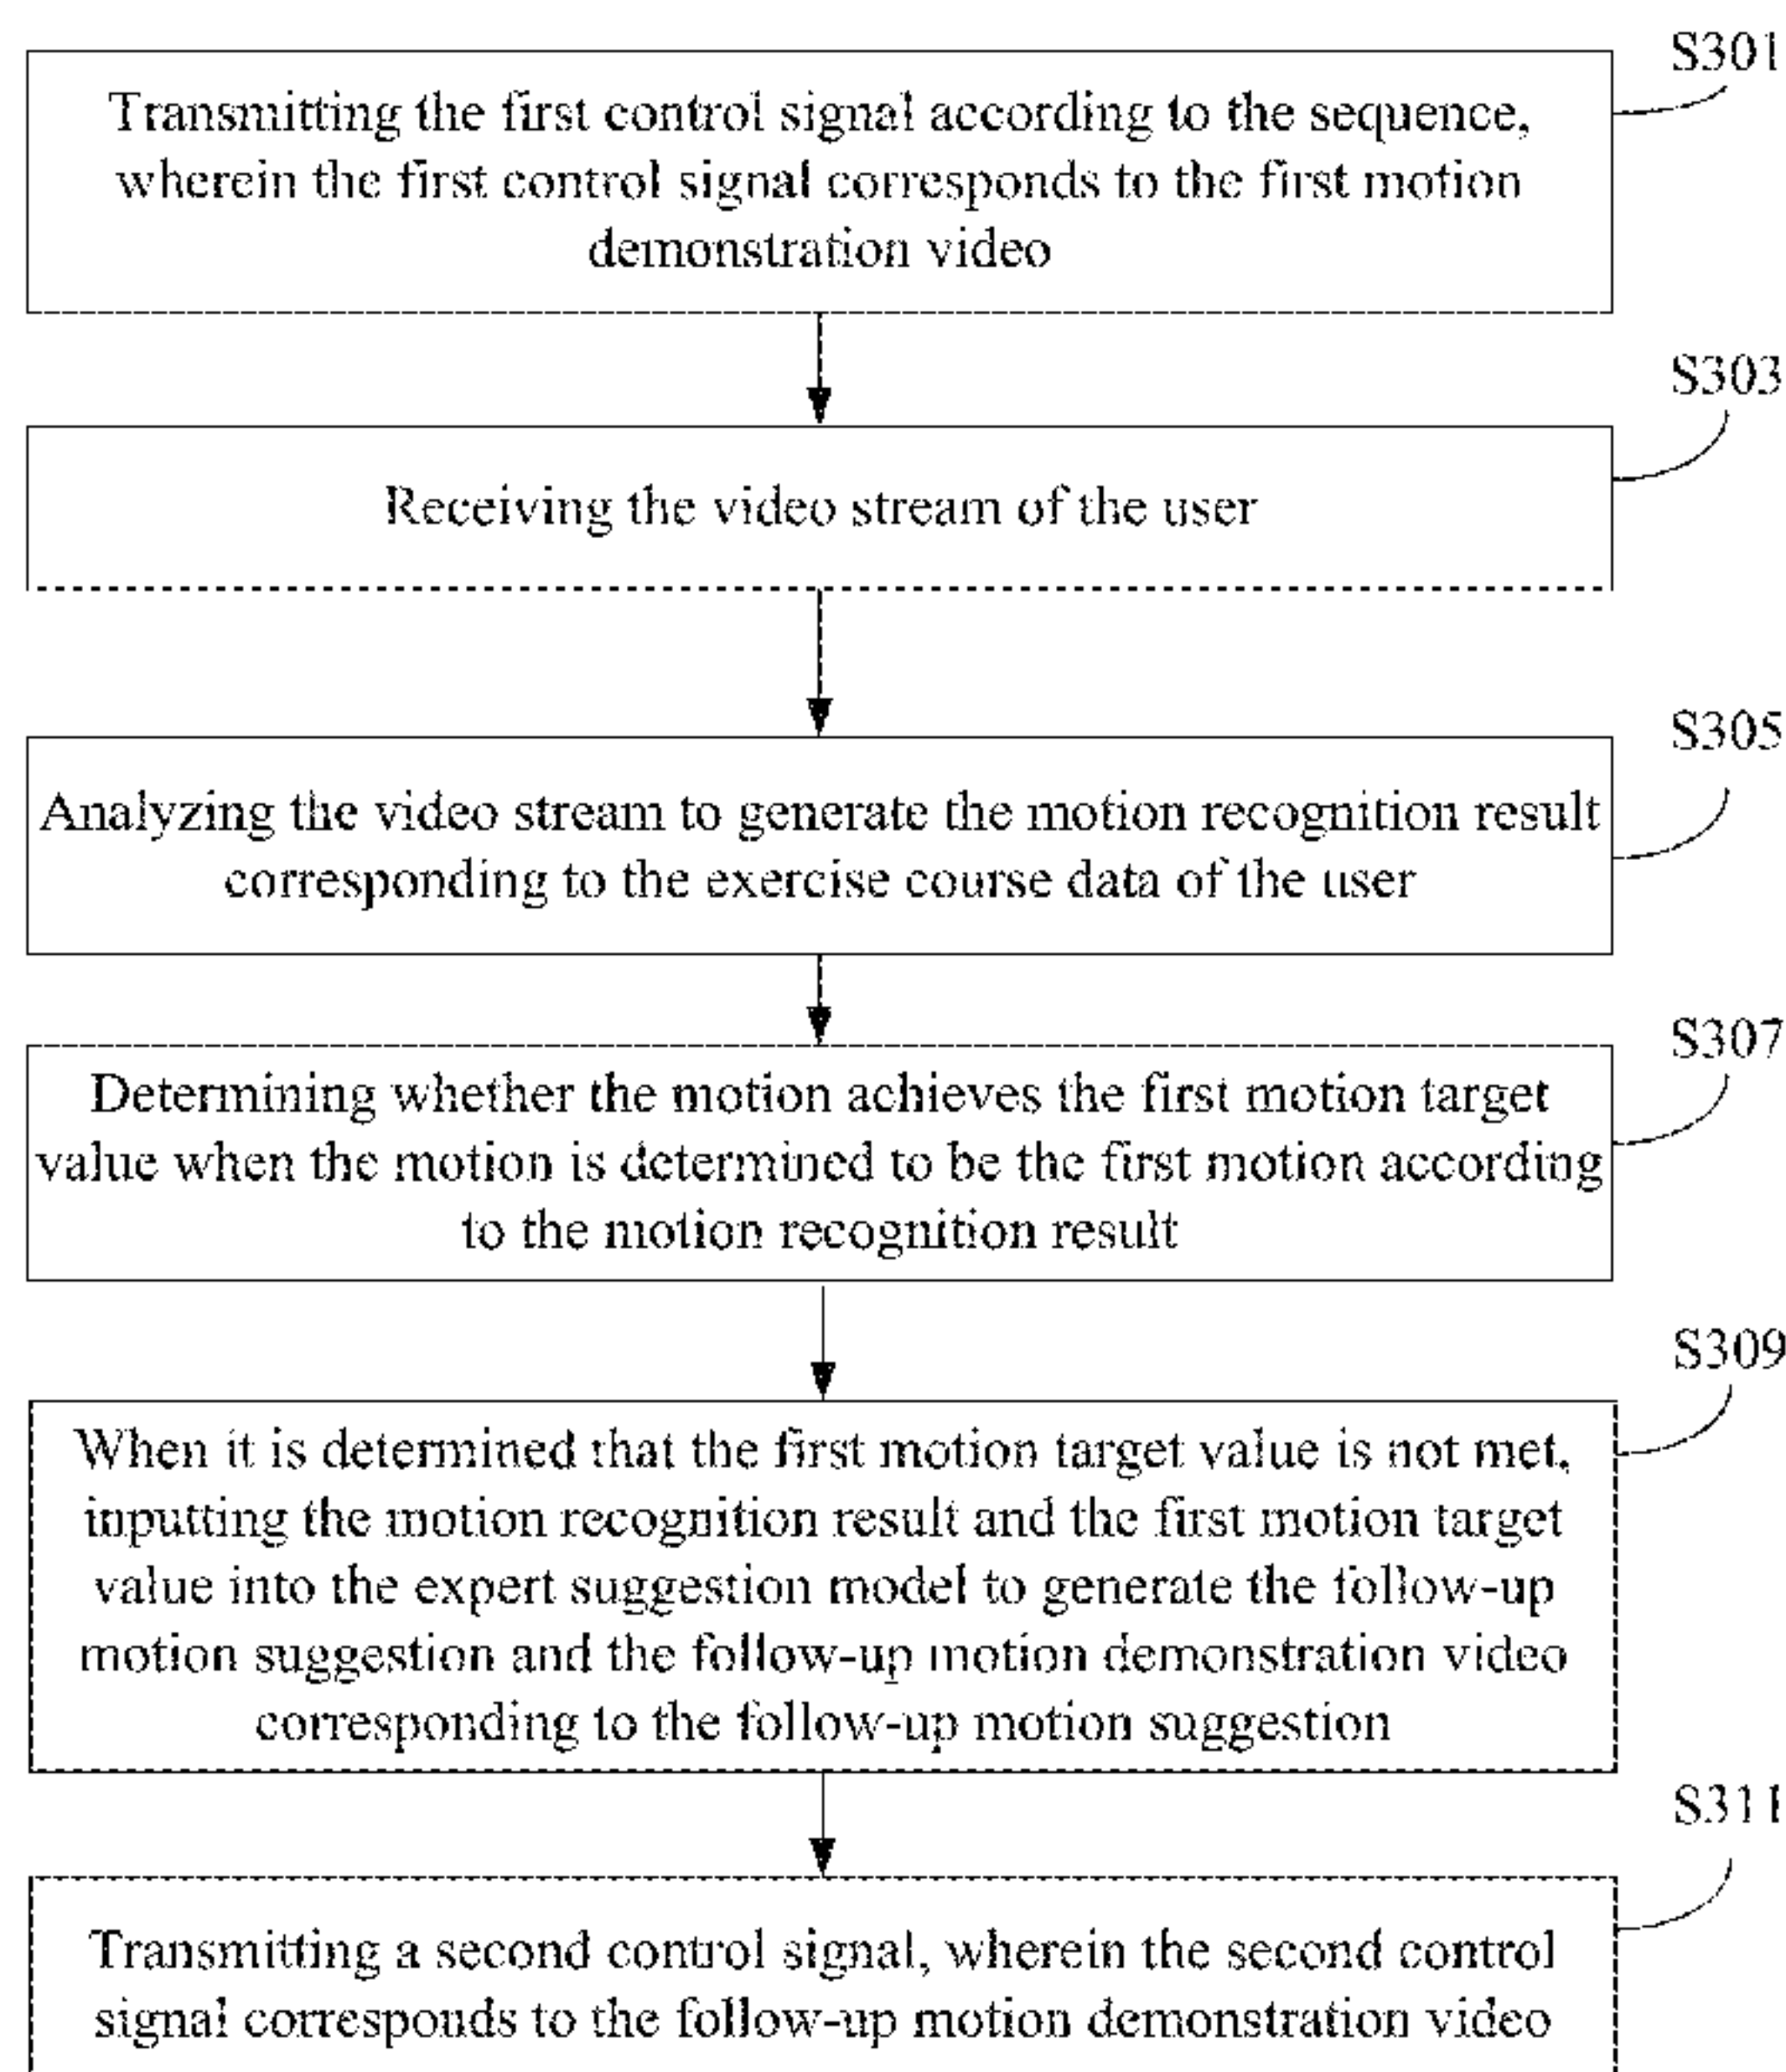 S301
Transmitting the first control signal according to the sequence,
wherein the first control signal corresponds to the first motion
demonstration video
S303
Receiving the video stream of the user
S305
Analyzing the video stream to generate the motion recognition result
corresponding to the exercise course data of the user
S307
Determining whether the motion achieves the first motion target
value when the motion is determined to be the first motion according
to the motion recognition result
S309
When it is determined that the first motion target value is not met,
inputting the motion recognition result and the first motion target
value into the expert suggestion model to generate the follow-up
motion suggestion and the follow-up motion demonstration video
corresponding to the follow-up motion suggestion
S311
Transmitting a second control signal, wherein the second control
signal corresponds to the follow-up motion demonstration video